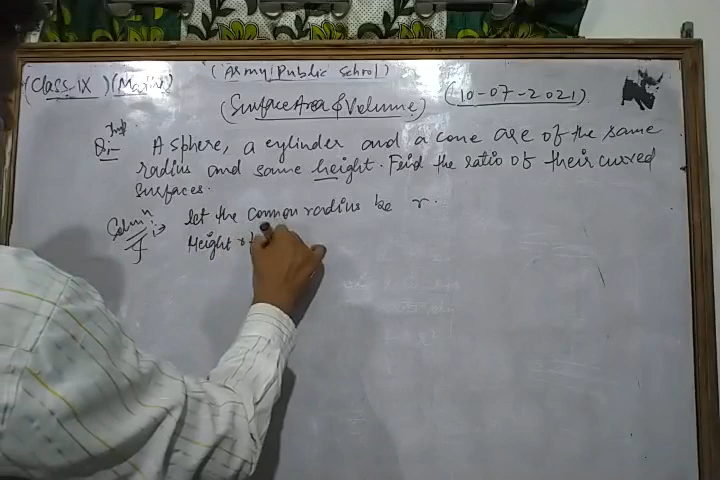 (Army Public School)
(Class-IX) (Maths)
(Surface Area & Volume) (10-07-2021)
Imp
Q:- A sphere, a cylinder and a cone are of the same
radius and same height. Find the ratio of their curved
surfaces.
Solun:- let the common radius be r.
Height of